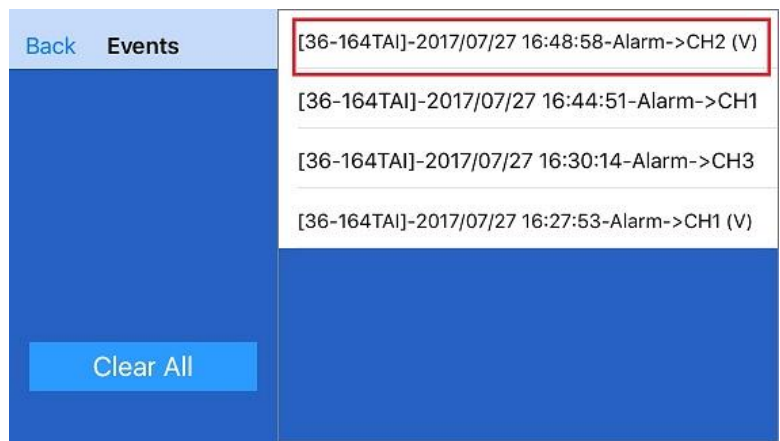 Back Events
[36-164TAI]-2017/07/27 16:48:58-Alarm->CH2 (V)
[36-164TAI]-2017/07/27 16:44:51-Alarm->CH1
[36-164TAI]-2017/07/27 16:30:14-Alarm->CH3
[36-164TAI]-2017/07/27 16:27:53-Alarm->CH1 (V)
Clear All